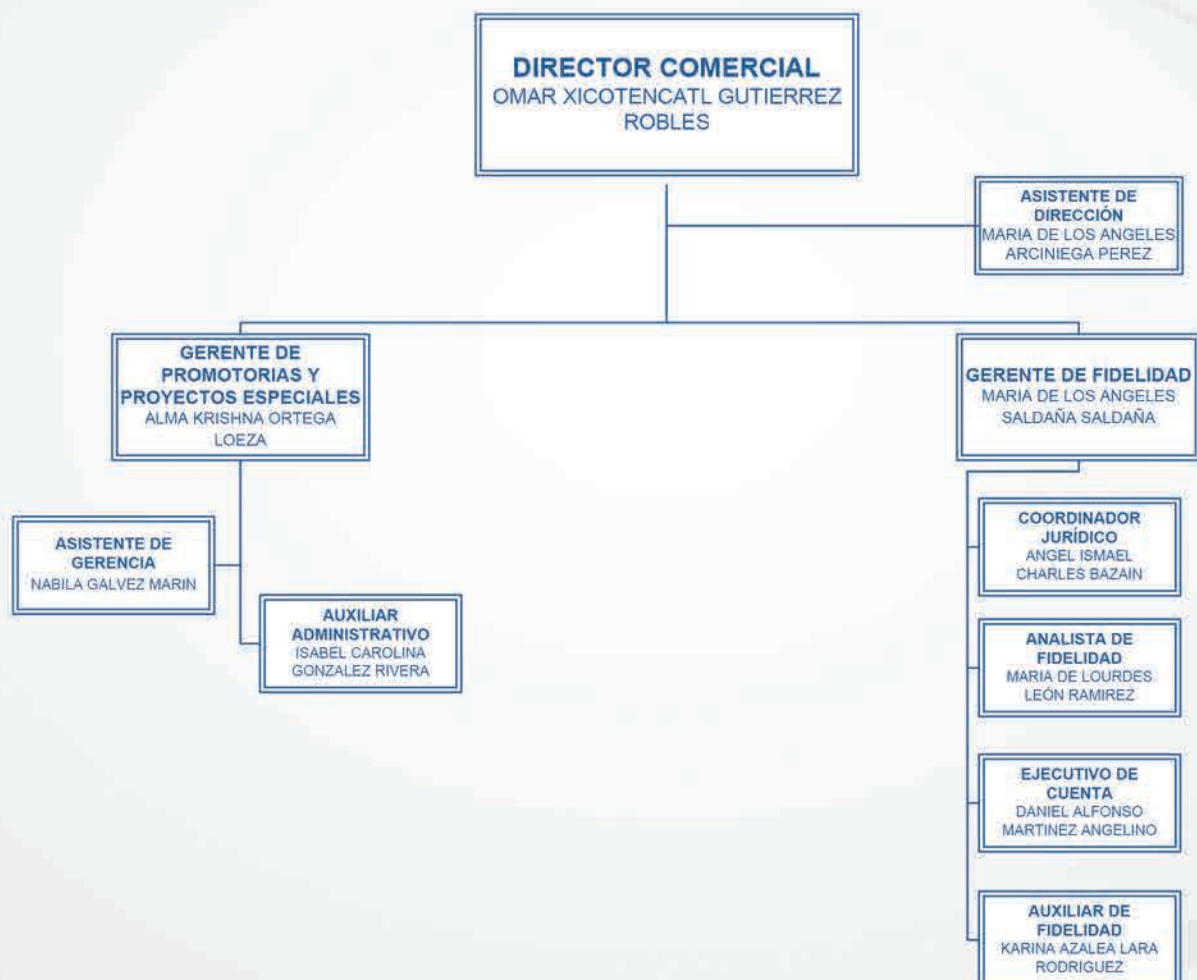 DIRECTOR COMERCIAL
OMAR XICOTENCATL GUTIERREZ
ROBLES
ASISTENTE DE
DIRECCIÓN
MARIA DE LOS ANGELES
ARCINIEGA PEREZ
GERENTE DE
PROMOTORIAS Y
PROYECTOS ESPECIALES
ALMA KRISHNA ORTEGA
LOEZA
GERENTE DE FIDELIDAD
MARIA DE LOS ANGELES
SALDAÑA SALDAÑA
ASISTENTE DE
GERENCIA
NABILA GALVEZ MARIN
AUXILIAR
ADMINISTRATIVO
ISABEL CAROLINA
GONZALEZ RIVERA
COORDINADOR
JURÍDICO
ANGEL ISMAEL
CHARLES BAZAIN
ANALISTA DE
FIDELIDAD
MARIA DE LOURDES
LEÓN RAMIREZ
EJECUTIVO DE
CUENTA
DANIEL ALFONSO
MARTINEZ ANGELINO
AUXILIAR DE
FIDELIDAD
KARINA AZALEA LARA
RODRIGUEZ